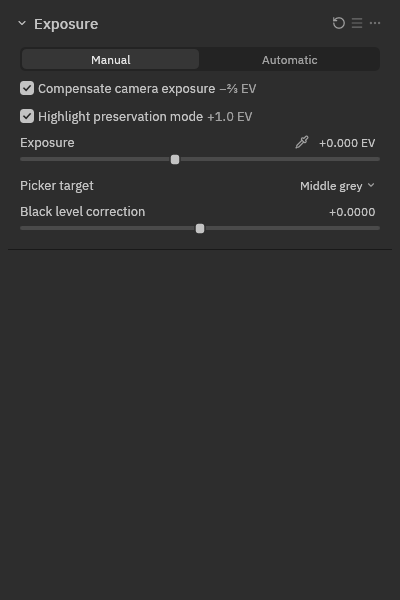 Exposure
Manual Automatic
Compensate camera exposure −⅔ EV
Highlight preservation mode +1.0 EV
Exposure +0.000 EV
Picker target Middle grey
Black level correction +0.0000